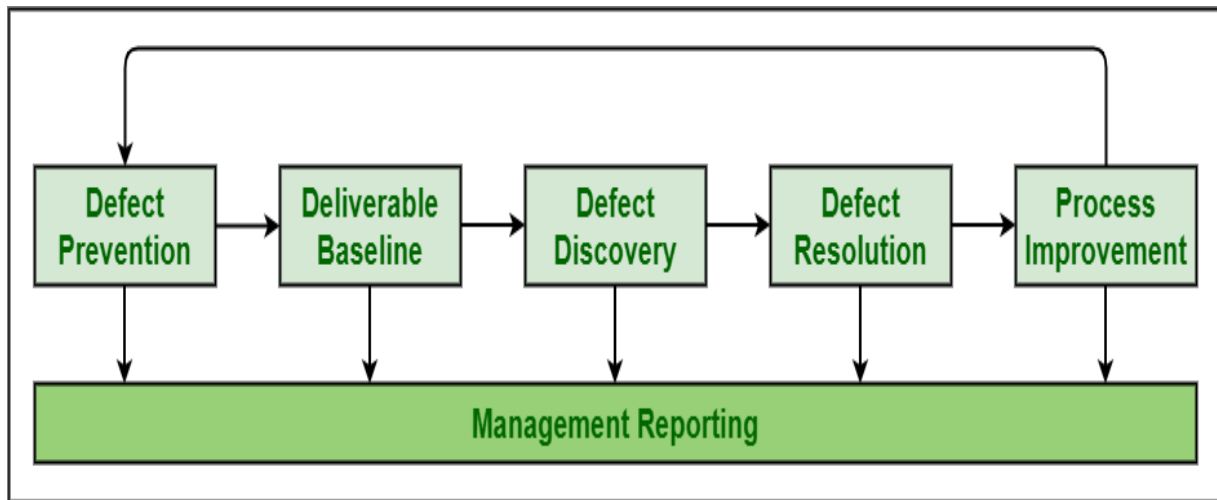 Defect
Prevention
Deliverable
Baseline
Defect
Discovery
Defect
Resolution
Process
Improvement
Management Reporting